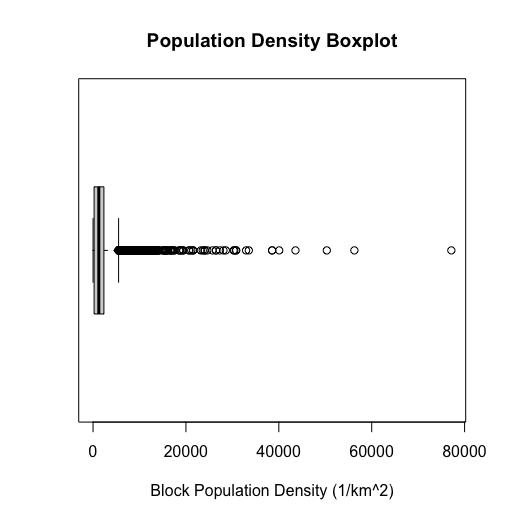 Population Density Boxplot
0 20000 40000 60000 80000
Block Population Density (1/km^2)